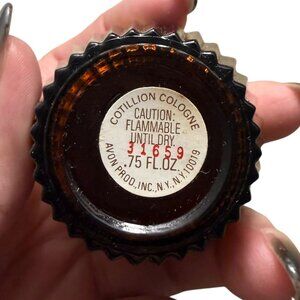 COTILLION COLOGNE
CAUTION:
FLAMMABLE
UNTIL DRY.
31659
.75 FL.OZ.
AVON PROD., INC., N.Y., N.Y. 10019